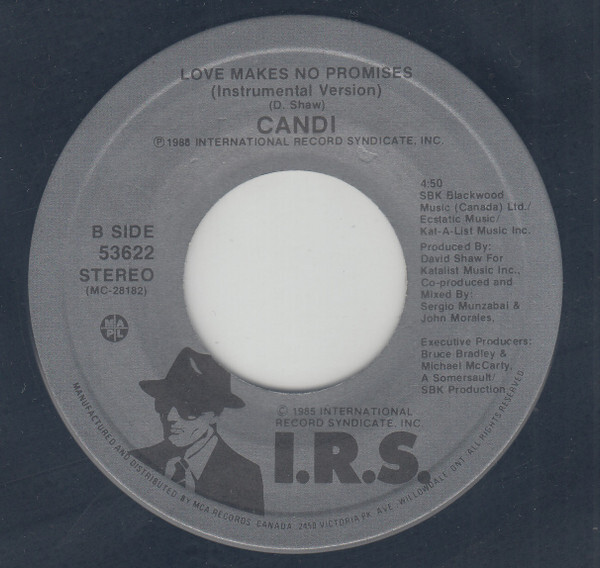 LOVE MAKES NO PROMISES
(Instrumental Version)
(D. Shaw)
CANDI
℗ 1988 INTERNATIONAL RECORD SYNDICATE, INC.
B SIDE
53622
STEREO
(MC-28182)
MAPL
4:50
SBK Blackwood
Music (Canada) Ltd./
Ecstatic Music/
Kat-A-List Music Inc.
Produced By:
David Shaw For
Katalist Music Inc.,
Co-produced and
Mixed By:
Sergio Munzabai &
John Morales.
Executive Producers:
Bruce Bradley &
Michael McCarty,
A Somersault/
SBK Production
© 1985 INTERNATIONAL
RECORD SYNDICATE, INC.
I.R.S.
MANUFACTURED AND DISTRIBUTED BY MCA RECORDS, CANADA, 2450 VICTORIA PK. AVE. WILLOWDALE, ONT. ALL RIGHTS RESERVED.